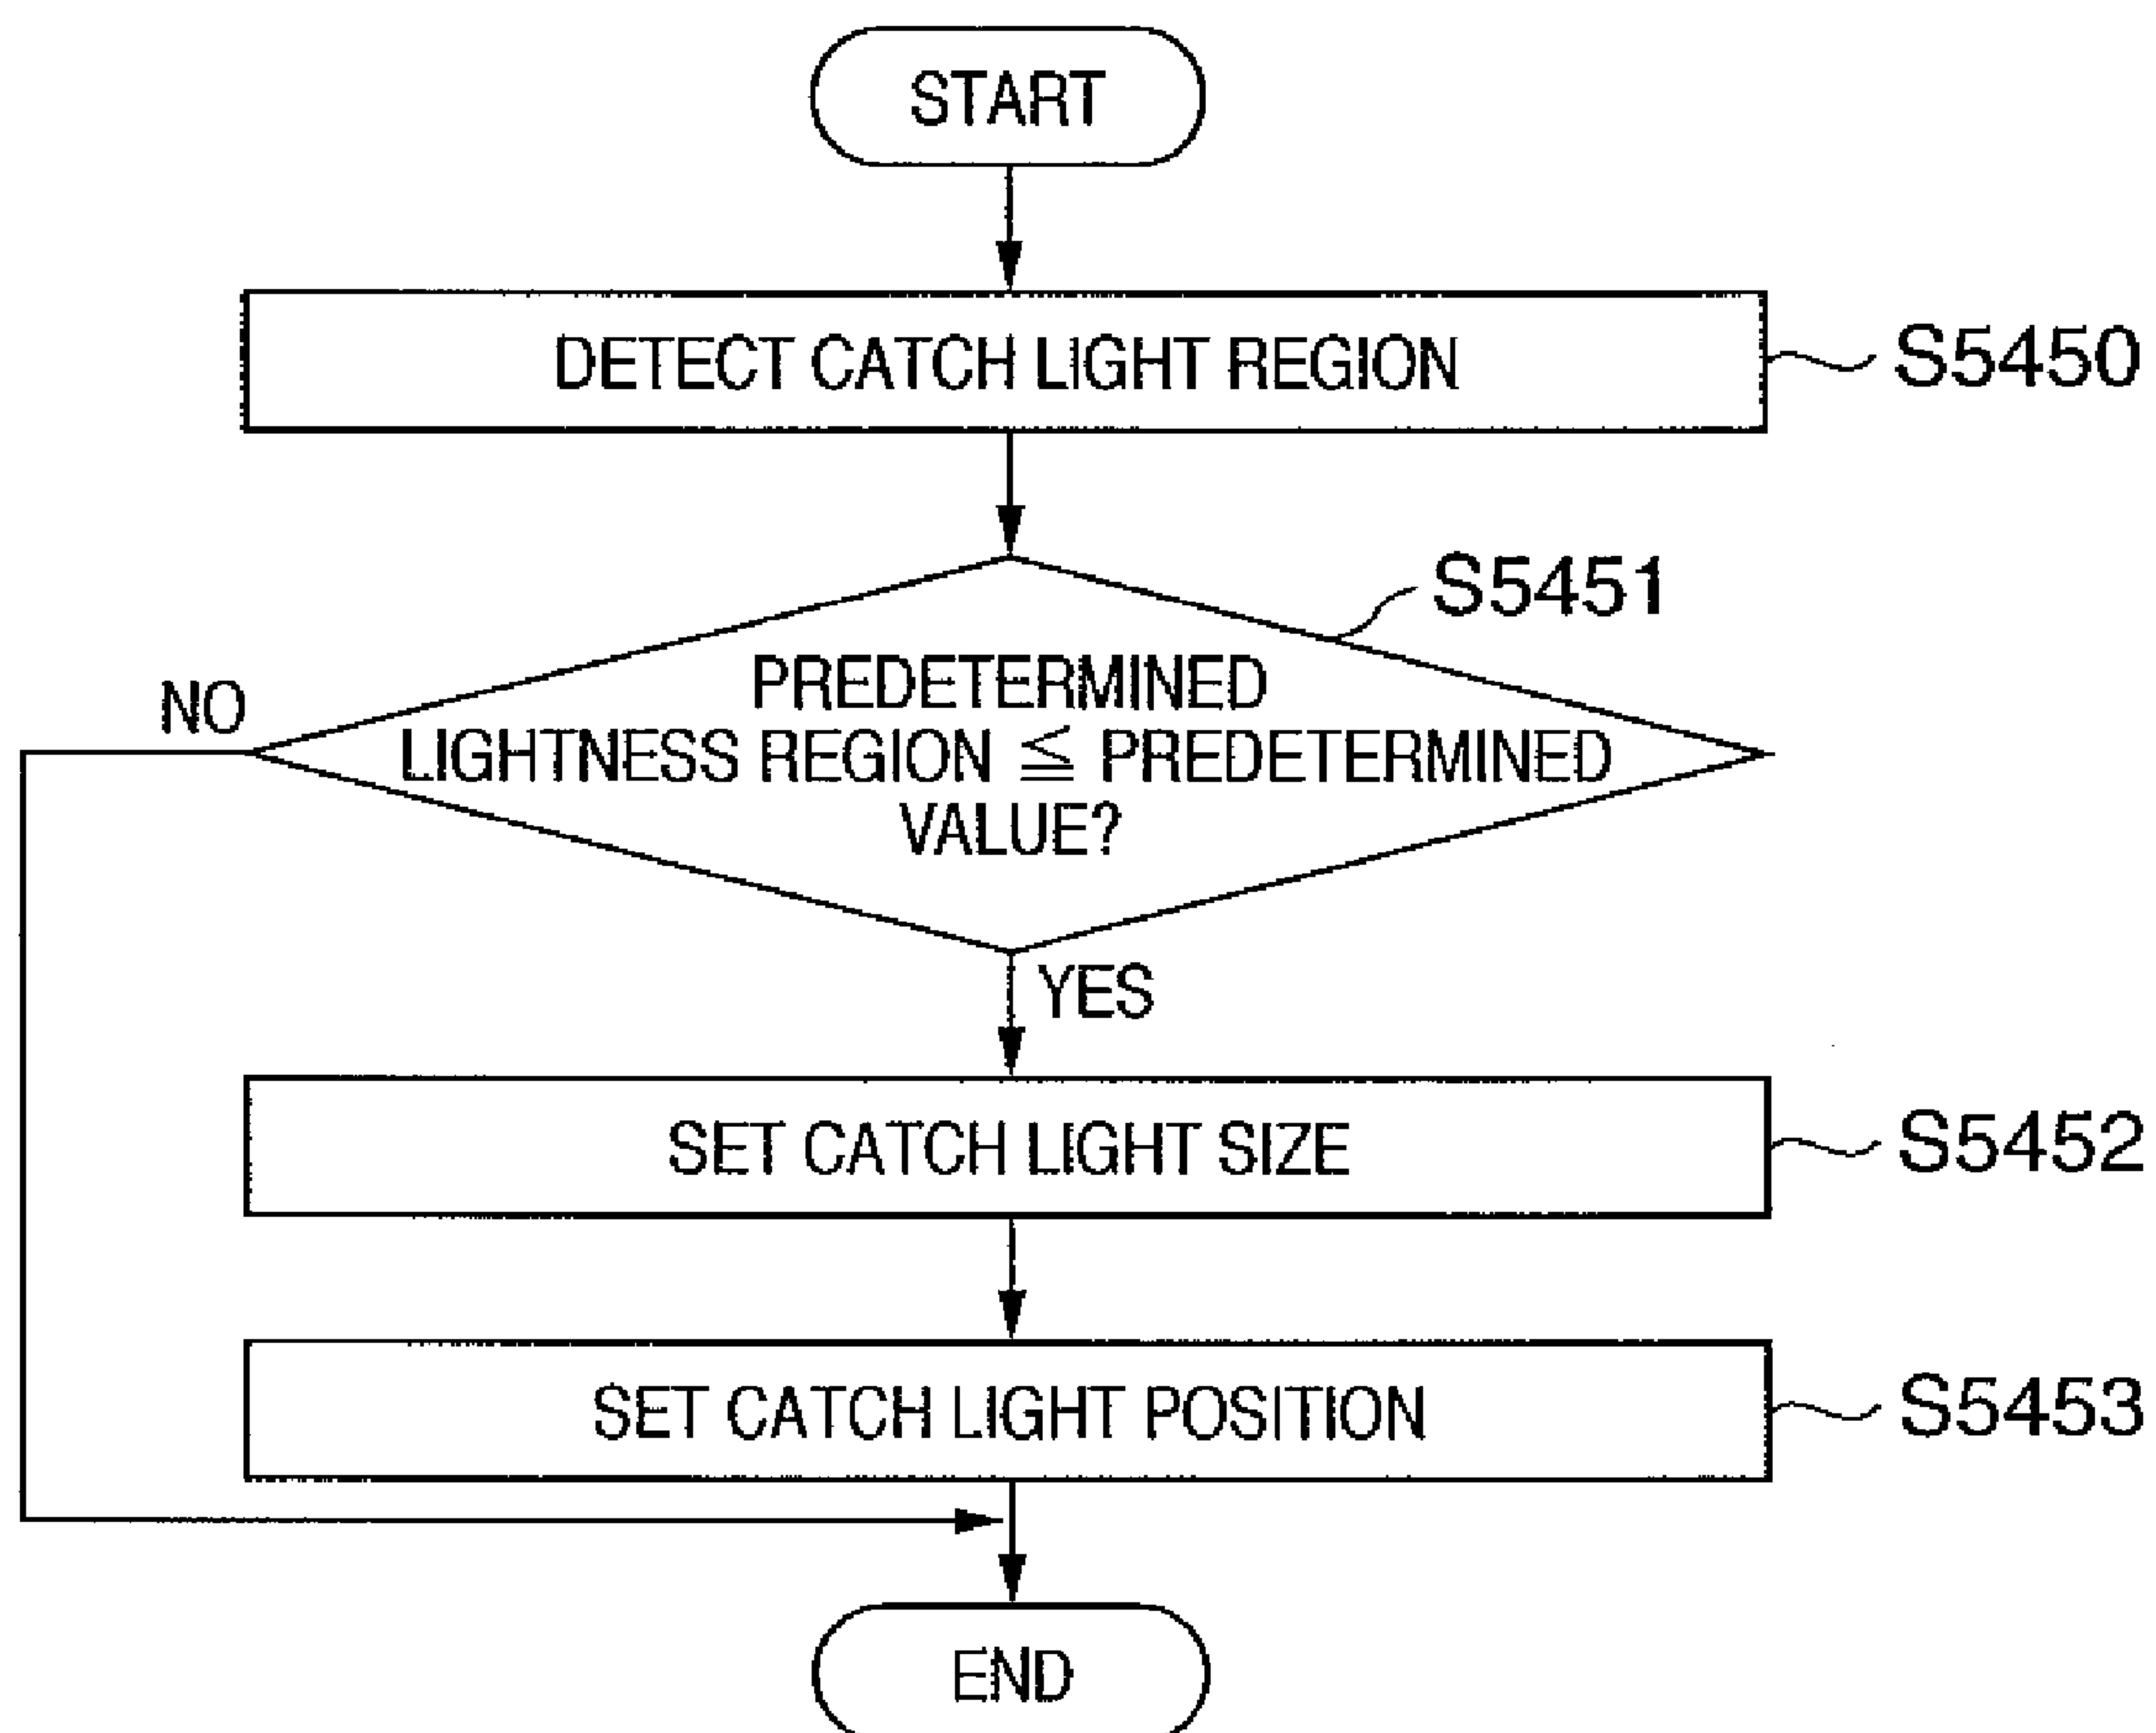 START
DETECT CATCH LIGHT REGION
S5450
S5451
PREDETERMINED
NO
LIGHTNESS REGION ≦ PREDETERMINED
VALUE?
YES
SET CATCH LIGHT SIZE
S5452
SET CATCH LIGHT POSITION
S5453
END